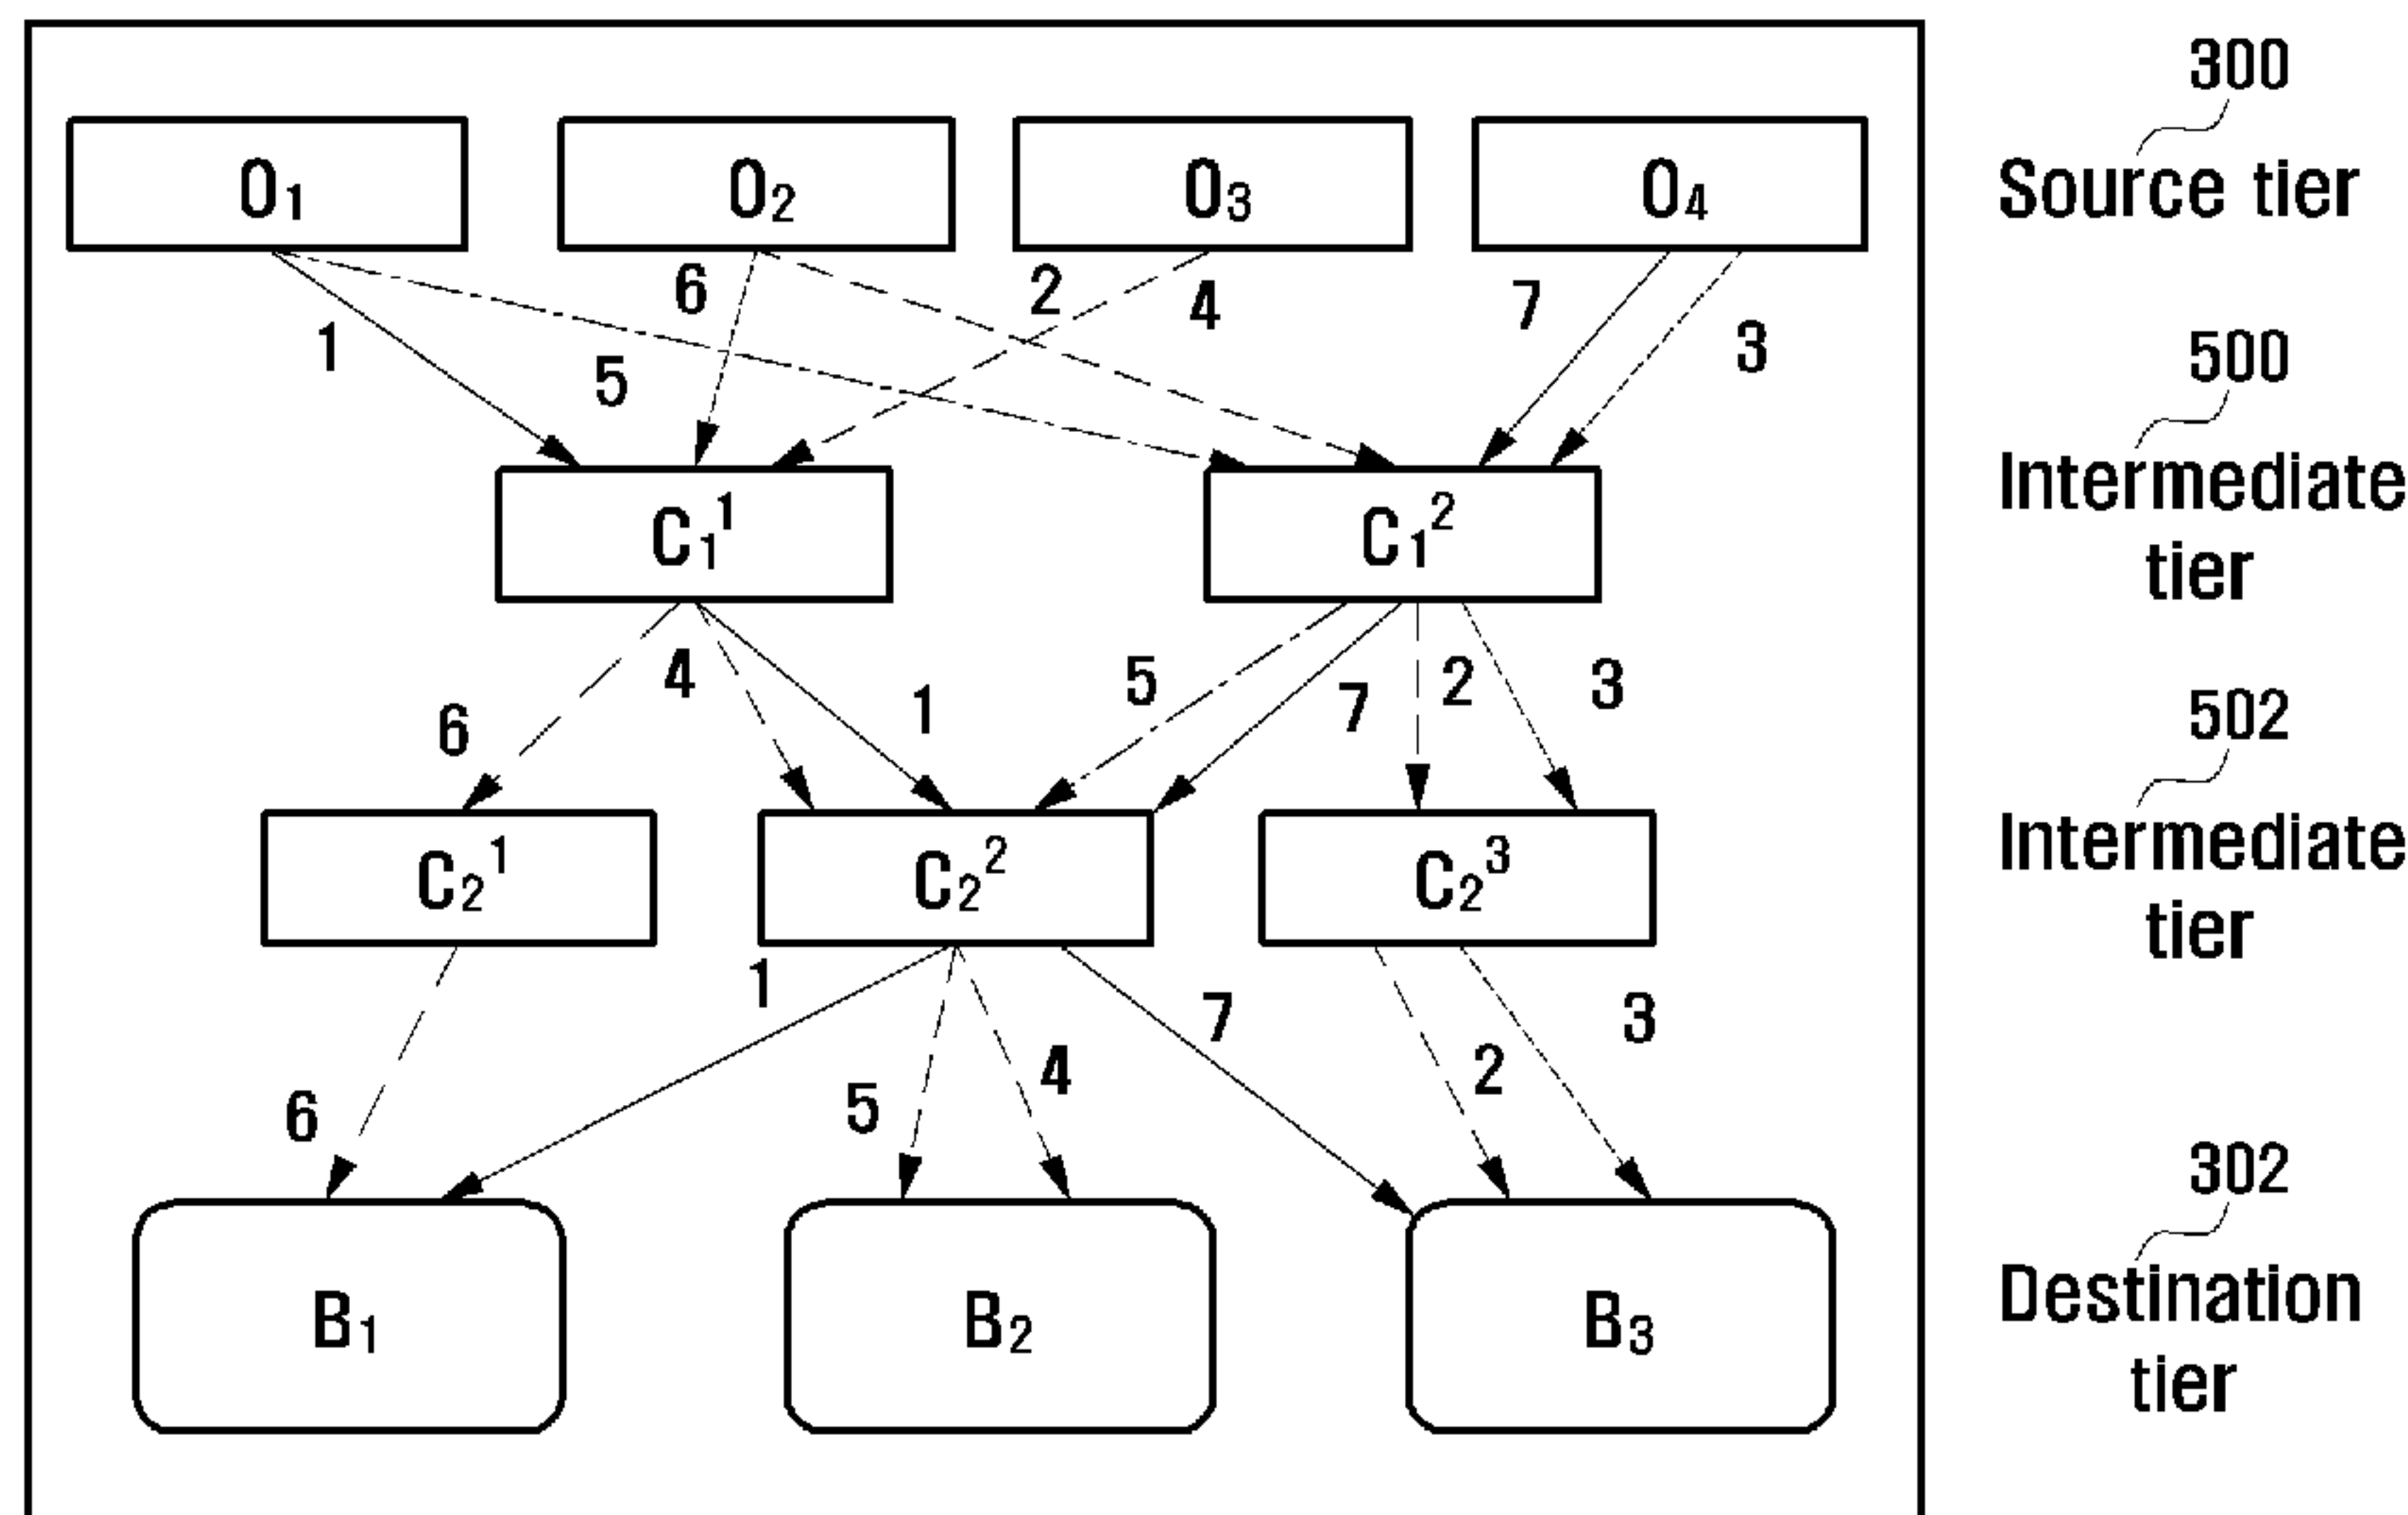 300
O1 O2 O3 O4 Source tier
6 2 4 7
1 5 3
500
C1 1 C1 2 Intermediate
tier
4 5 2 3
6 1 7
502
C2 1 C2 2 C2 3 Intermediate
tier
1 7 3
6 5 4 2
302
B1 B2 B3 Destination
tier